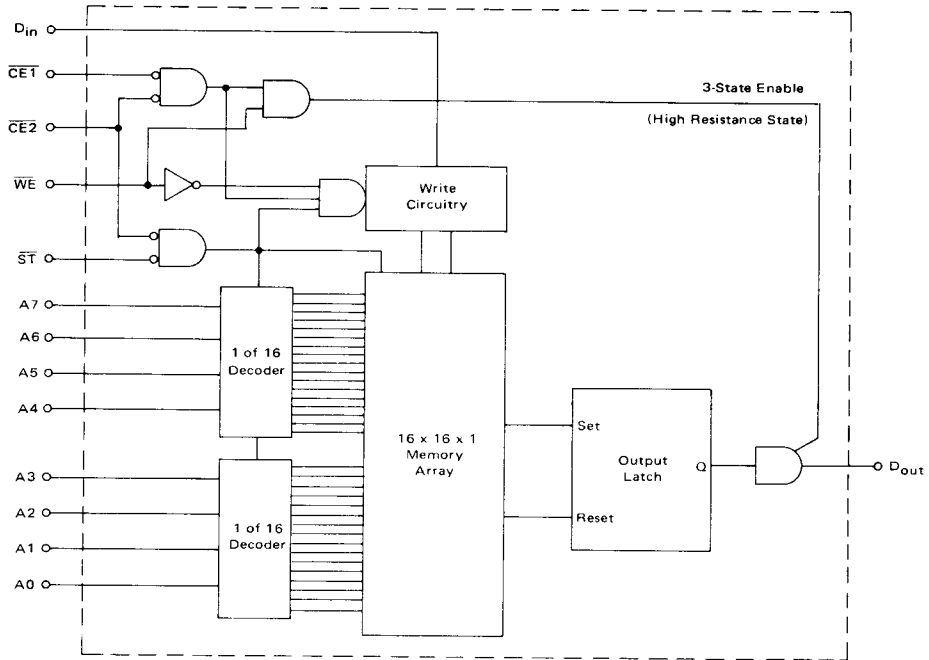 D_in
CE1
CE2
WE
ST
A7
A6
A5
A4
A3
A2
A1
A0
3-State Enable
(High Resistance State)
Write
Circuitry
1 of 16
Decoder
1 of 16
Decoder
16 x 16 x 1
Memory
Array
Set
Output
Latch
Q
Reset
D_out